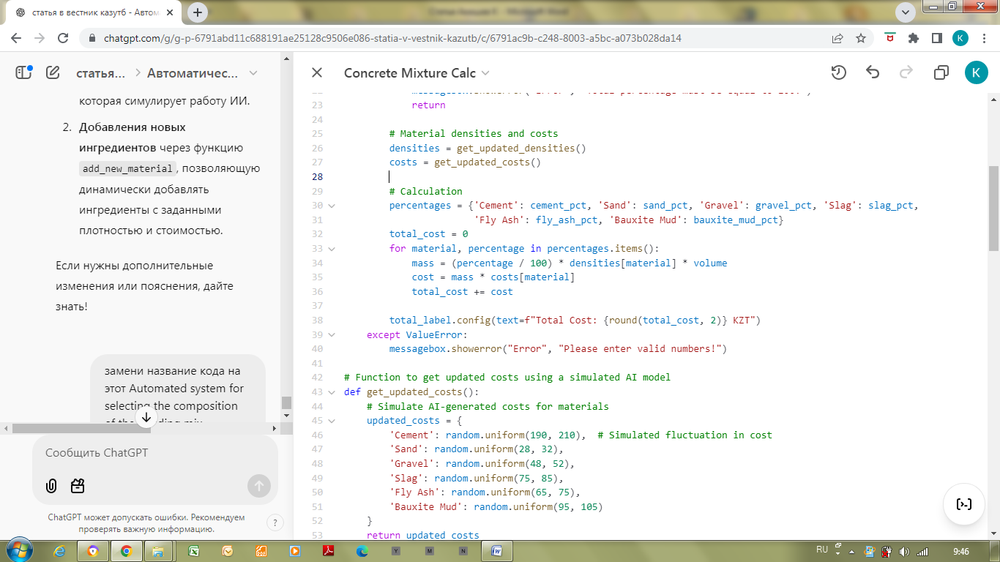 статья в вестник казутб - Автом
chatgpt.com/g/g-p-6791abd11c688191ae25128c9506e086-statia-v-vestnik-kazutb/c/6791ac9b-c248-8003-a5bc-a073b028da14
K
статья...
Автоматичес...
Concrete Mixture Calc
K
которая симулирует работу ИИ.
2. Добавления новых
ингредиентов через функцию
add_new_material, позволяющую
динамически добавлять
ингредиенты с заданными
плотностью и стоимостью.
Если нужны дополнительные
изменения или пояснения, дайте
знать!
замени название кода на
этот Automated system for
selecting the composition
Сообщить ChatGPT
ChatGPT может допускать ошибки. Рекомендуем
проверять важную информацию.
?
23 return
24
25 # Material densities and costs
26 densities = get_updated_densities()
27 costs = get_updated_costs()
28
29 # Calculation
30 percentages = {'Cement': cement_pct, 'Sand': sand_pct, 'Gravel': gravel_pct, 'Slag': slag_pct,
31 'Fly Ash': fly_ash_pct, 'Bauxite Mud': bauxite_mud_pct}
32 total_cost = 0
33 for material, percentage in percentages.items():
34 mass = (percentage / 100) * densities[material] * volume
35 cost = mass * costs[material]
36 total_cost += cost
37
38 total_label.config(text=f"Total Cost: {round(total_cost, 2)} KZT")
39 except ValueError:
40 messagebox.showerror("Error", "Please enter valid numbers!")
41
42 # Function to get updated costs using a simulated AI model
43 def get_updated_costs():
44 # Simulate AI-generated costs for materials
45 updated_costs = {
46 'Cement': random.uniform(190, 210), # Simulated fluctuation in cost
47 'Sand': random.uniform(28, 32),
48 'Gravel': random.uniform(48, 52),
49 'Slag': random.uniform(75, 85),
50 'Fly Ash': random.uniform(65, 75),
51 'Bauxite Mud': random.uniform(95, 105)
52 }
53 return updated_costs
Y
M
N
RU
9:46